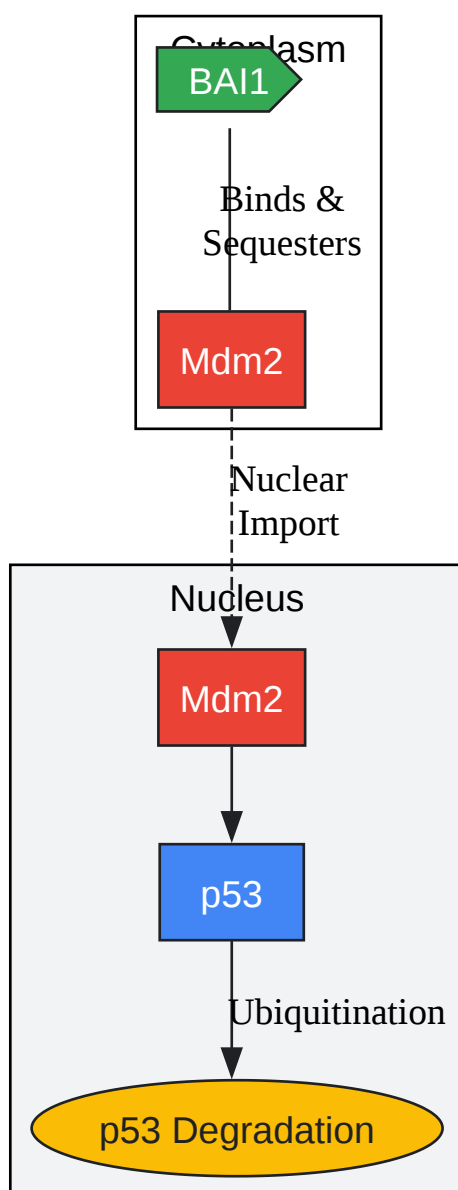 Cytoplasm
BAI1
Binds &
Sequesters
Mdm2
Nuclear
Import
Nucleus
Mdm2
p53
Ubiquitination
p53 Degradation